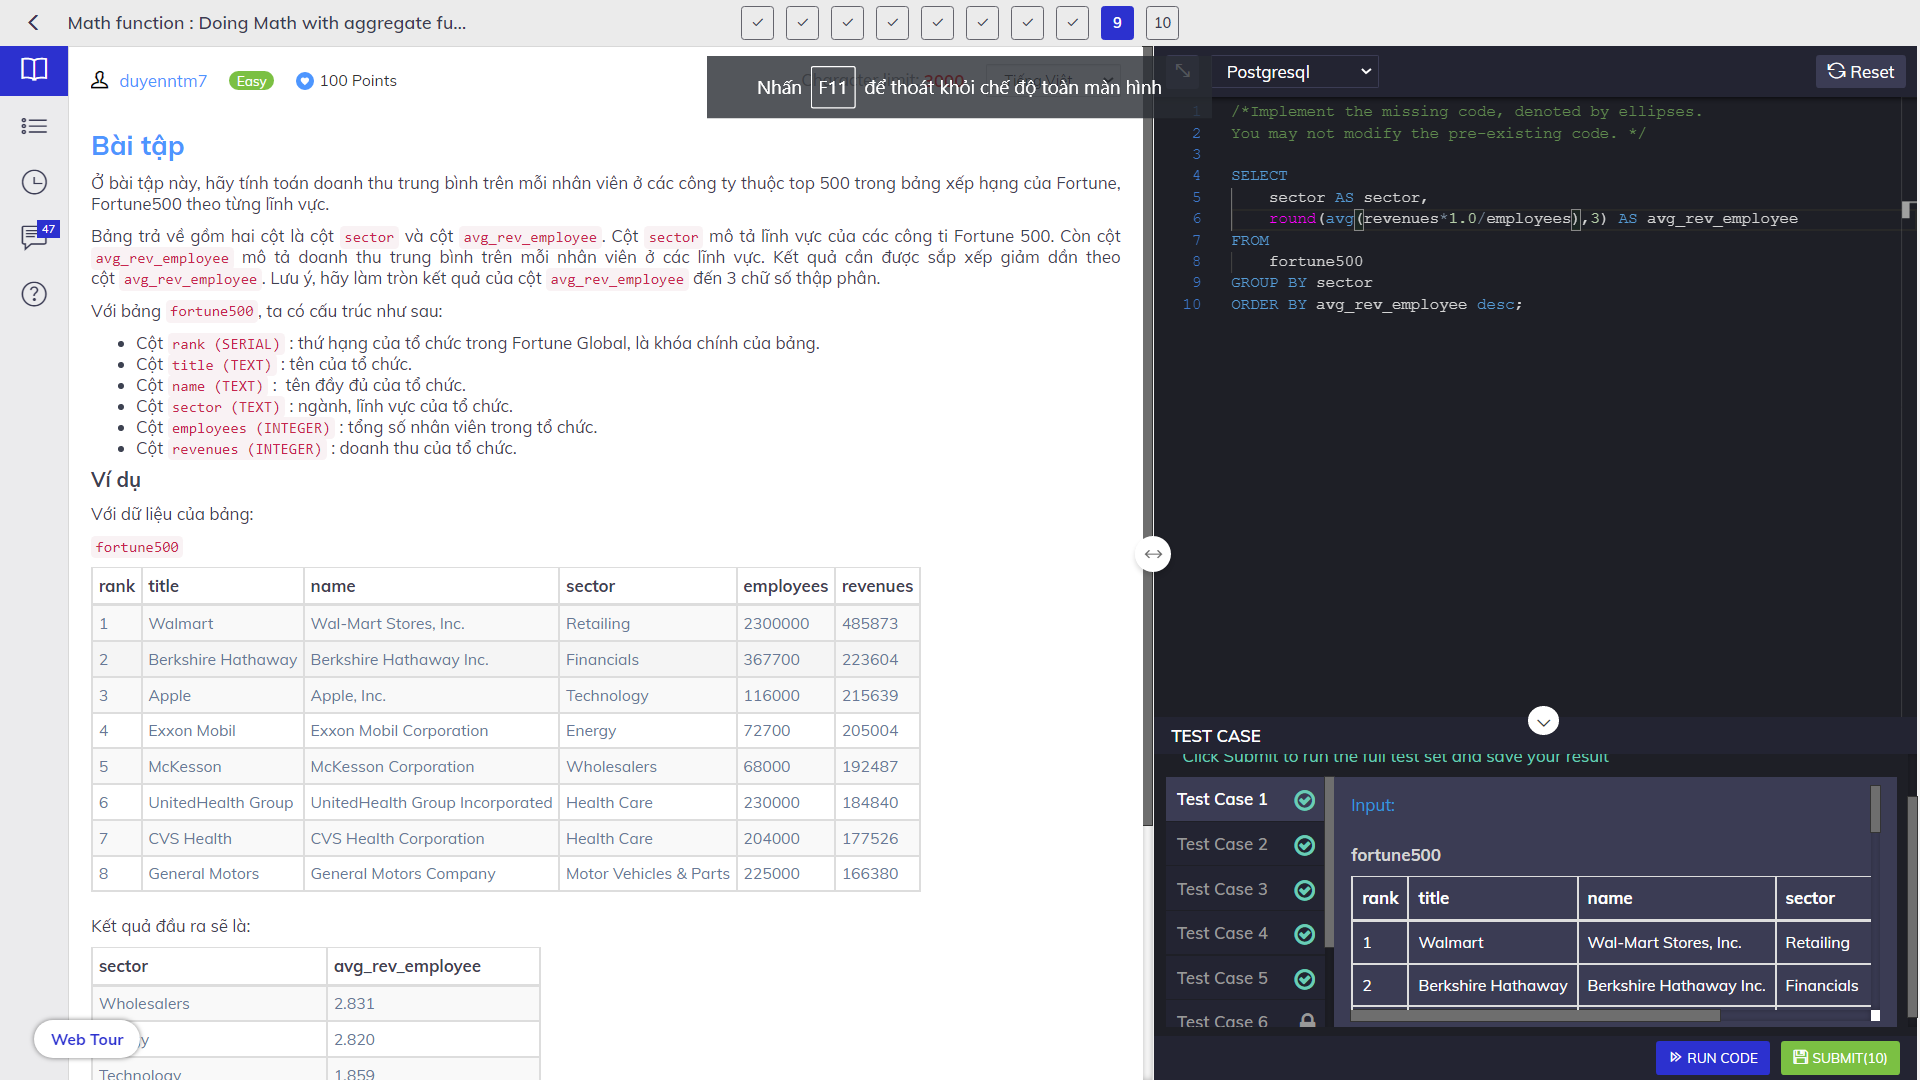 Math function : Doing Math with aggregate fu...
9
10
duyenntm7
Easy
100 Points
Nhấn F11 để thoát khỏi chế độ toàn màn hình
47
Bài tập
Ở bài tập này, hãy tính toán doanh thu trung bình trên mỗi nhân viên ở các công ty thuộc top 500 trong bảng xếp hạng của Fortune,
Fortune500 theo từng lĩnh vực.
Bảng trả về gồm hai cột là cột sector và cột avg_rev_employee. Cột sector mô tả lĩnh vực của các công ti Fortune 500. Còn cột
avg_rev_employee mô tả doanh thu trung bình trên mỗi nhân viên ở các lĩnh vực. Kết quả cần được sắp xếp giảm dần theo
cột avg_rev_employee. Lưu ý, hãy làm tròn kết quả của cột avg_rev_employee đến 3 chữ số thập phân.
Với bảng fortune500, ta có cấu trúc như sau:
Cột rank (SERIAL) : thứ hạng của tổ chức trong Fortune Global, là khóa chính của bảng.
Cột title (TEXT) : tên của tổ chức.
Cột name (TEXT) : tên đầy đủ của tổ chức.
Cột sector (TEXT) : ngành, lĩnh vực của tổ chức.
Cột employees (INTEGER) : tổng số nhân viên trong tổ chức.
Cột revenues (INTEGER) : doanh thu của tổ chức.
Ví dụ
Với dữ liệu của bảng:
fortune500
rank title name sector employees revenues
1 Walmart Wal-Mart Stores, Inc. Retailing 2300000 485873
2 Berkshire Hathaway Berkshire Hathaway Inc. Financials 367700 223604
3 Apple Apple, Inc. Technology 116000 215639
4 Exxon Mobil Exxon Mobil Corporation Energy 72700 205004
5 McKesson McKesson Corporation Wholesalers 68000 192487
6 UnitedHealth Group UnitedHealth Group Incorporated Health Care 230000 184840
7 CVS Health CVS Health Corporation Health Care 204000 177526
8 General Motors General Motors Company Motor Vehicles & Parts 225000 166380
Kết quả đầu ra sẽ là:
sector avg_rev_employee
Wholesalers 2.831
y 2.820
Technology 1.859
Web Tour
Postgresql
Reset
1 /*Implement the missing code, denoted by ellipses.
2 You may not modify the pre-existing code. */
3
4 SELECT
5 sector AS sector,
6 round(avg(revenues*1.0/employees),3) AS avg_rev_employee
7 FROM
8 fortune500
9 GROUP BY sector
10 ORDER BY avg_rev_employee desc;
TEST CASE
Click Submit to run the full test set and save your result
Test Case 1
Test Case 2
Test Case 3
Test Case 4
Test Case 5
Test Case 6
Input:
fortune500
rank title name sector
1 Walmart Wal-Mart Stores, Inc. Retailing
2 Berkshire Hathaway Berkshire Hathaway Inc. Financials
RUN CODE
SUBMIT(10)